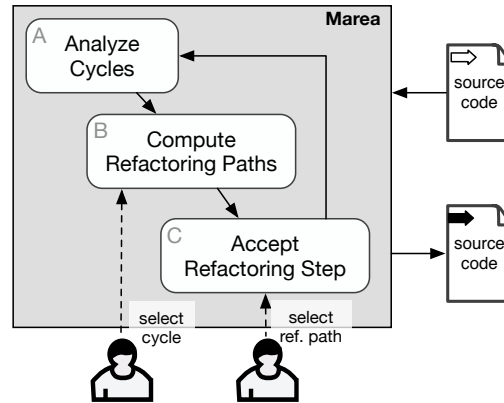 Marea
A
Analyze
Cycles
source
code
B
Compute
Refactoring Paths
C
Accept
Refactoring Step
source
code
select
cycle
select
ref. path